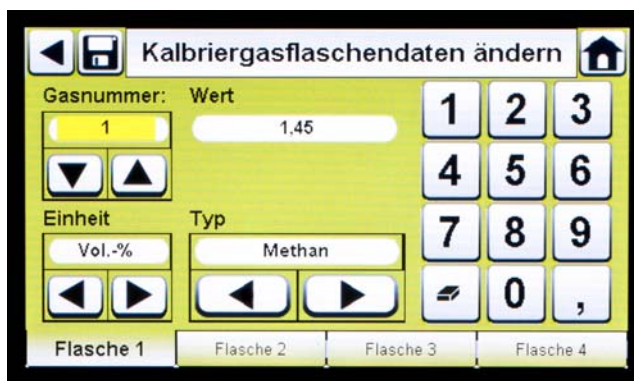 Kalbriergasflaschendaten ändern
Gasnummer: Wert
1 1,45
Einheit Typ
Vol.-% Methan
1 2 3
4 5 6
7 8 9
0 ,
Flasche 1 Flasche 2 Flasche 3 Flasche 4